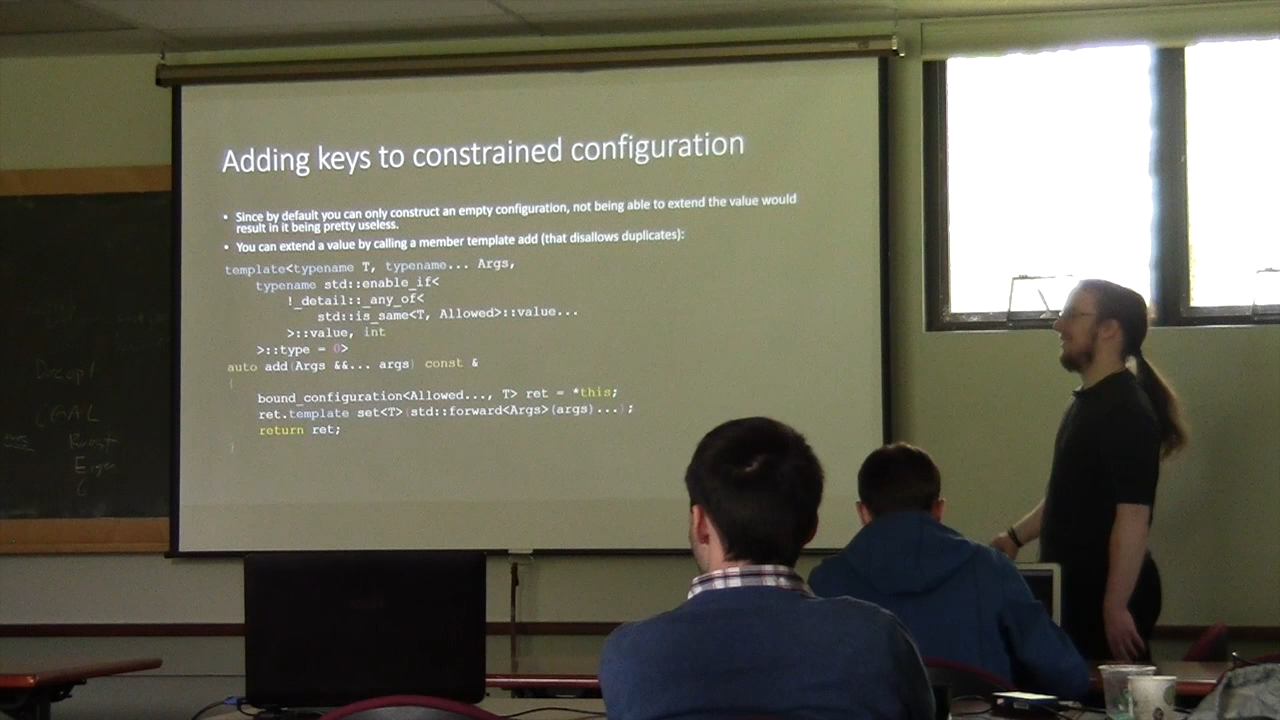 Adding keys to constrained configuration
• Since by default you can only construct an empty configuration, not being able to extend the value would
result in it being pretty useless.
• You can extend a value by calling a member template add (that disallows duplicates):
template<typename T, typename... Args,
typename std::enable_if<
!_detail::_any_of<
std::is_same<T, Allowed>::value...
>::value, int
>::type = 0>
auto add(Args &&... args) const &
{
bound_configuration<Allowed..., T> ret = *this;
ret.template set<T>(std::forward<Args>(args)...);
return ret;
}